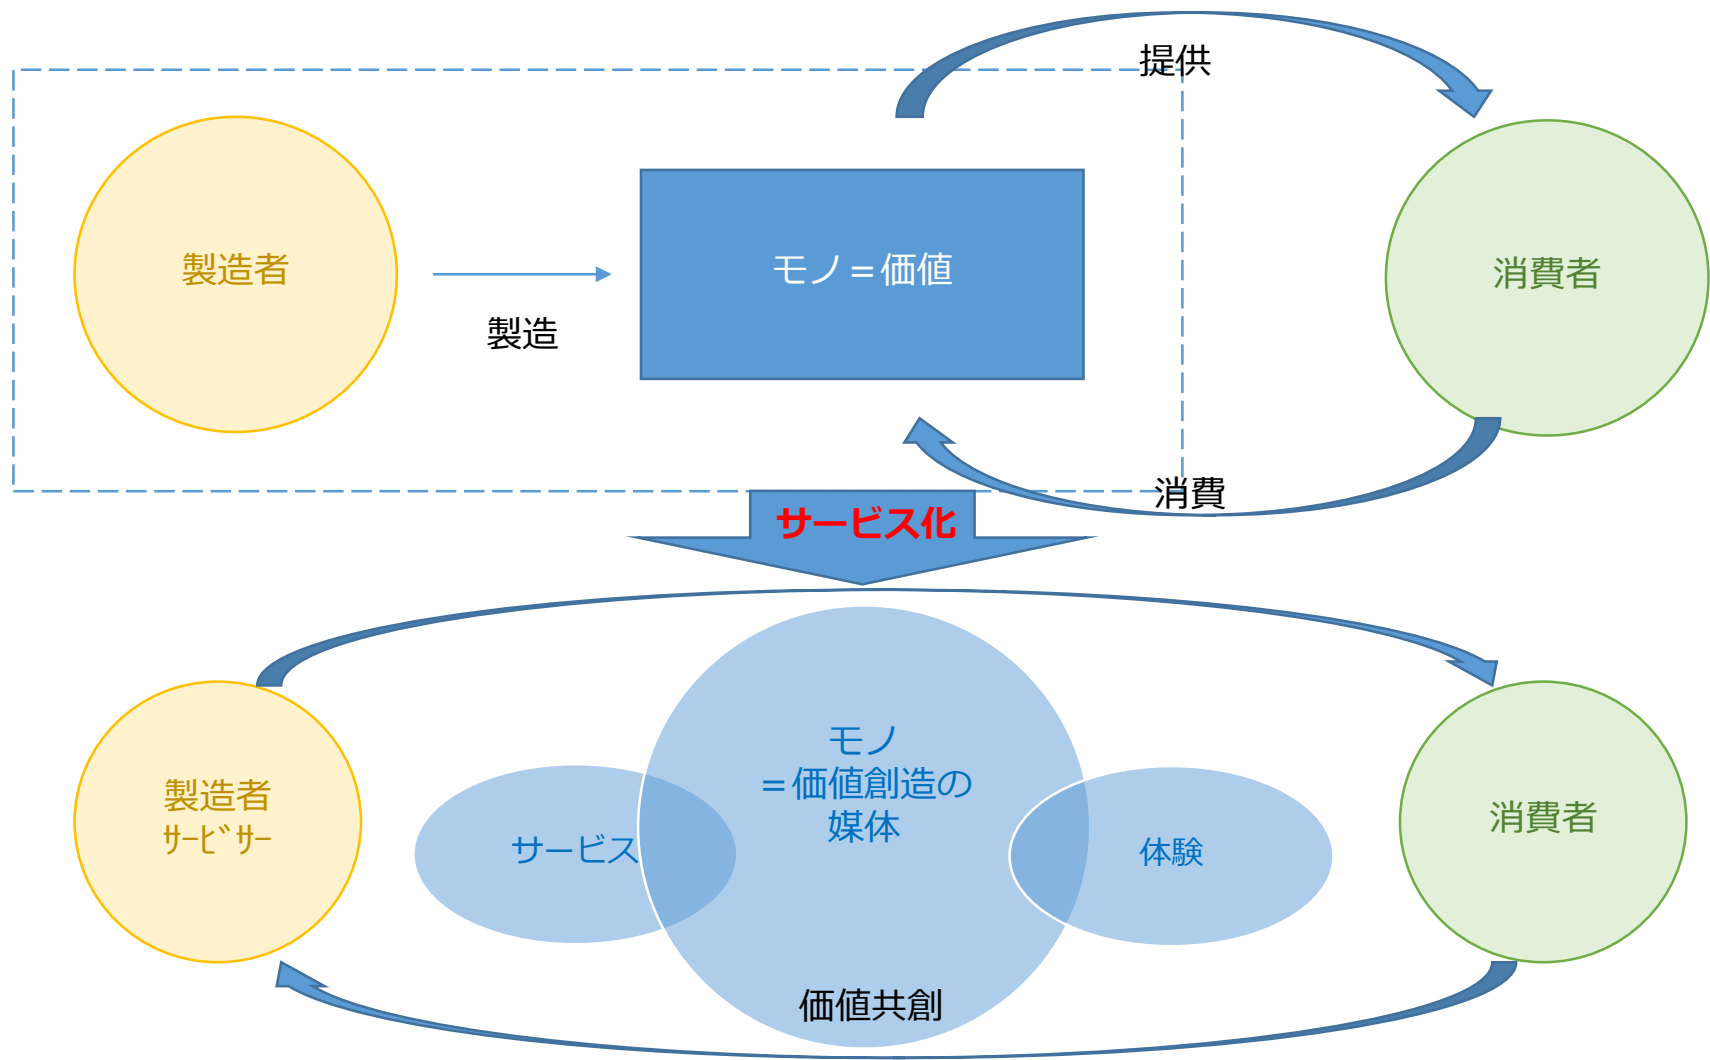 提供
製造者
モノ＝価値
消費者
製造
消費
サービス化
モノ
＝価値創造の
媒体
製造者
ｻｰﾋﾞｻｰ
サービス
体験
消費者
価値共創